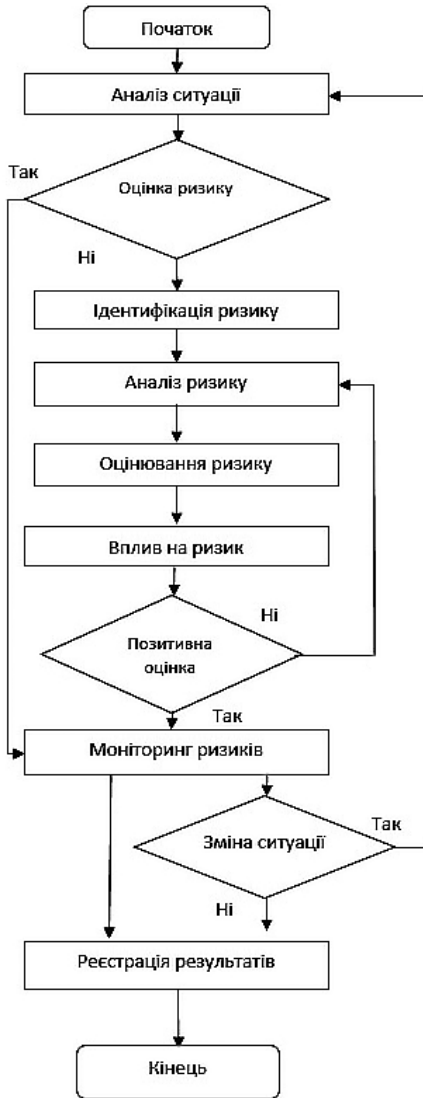 Початок
Аналіз ситуації
Так
Оцінка ризику
Ні
Ідентифікація ризику
Аналіз ризику
Оцінювання ризику
Вплив на ризик
Ні
Позитивна
оцінка
Так
Моніторинг ризиків
Зміна ситуації
Так
Ні
Реєстрація результатів
Кінець